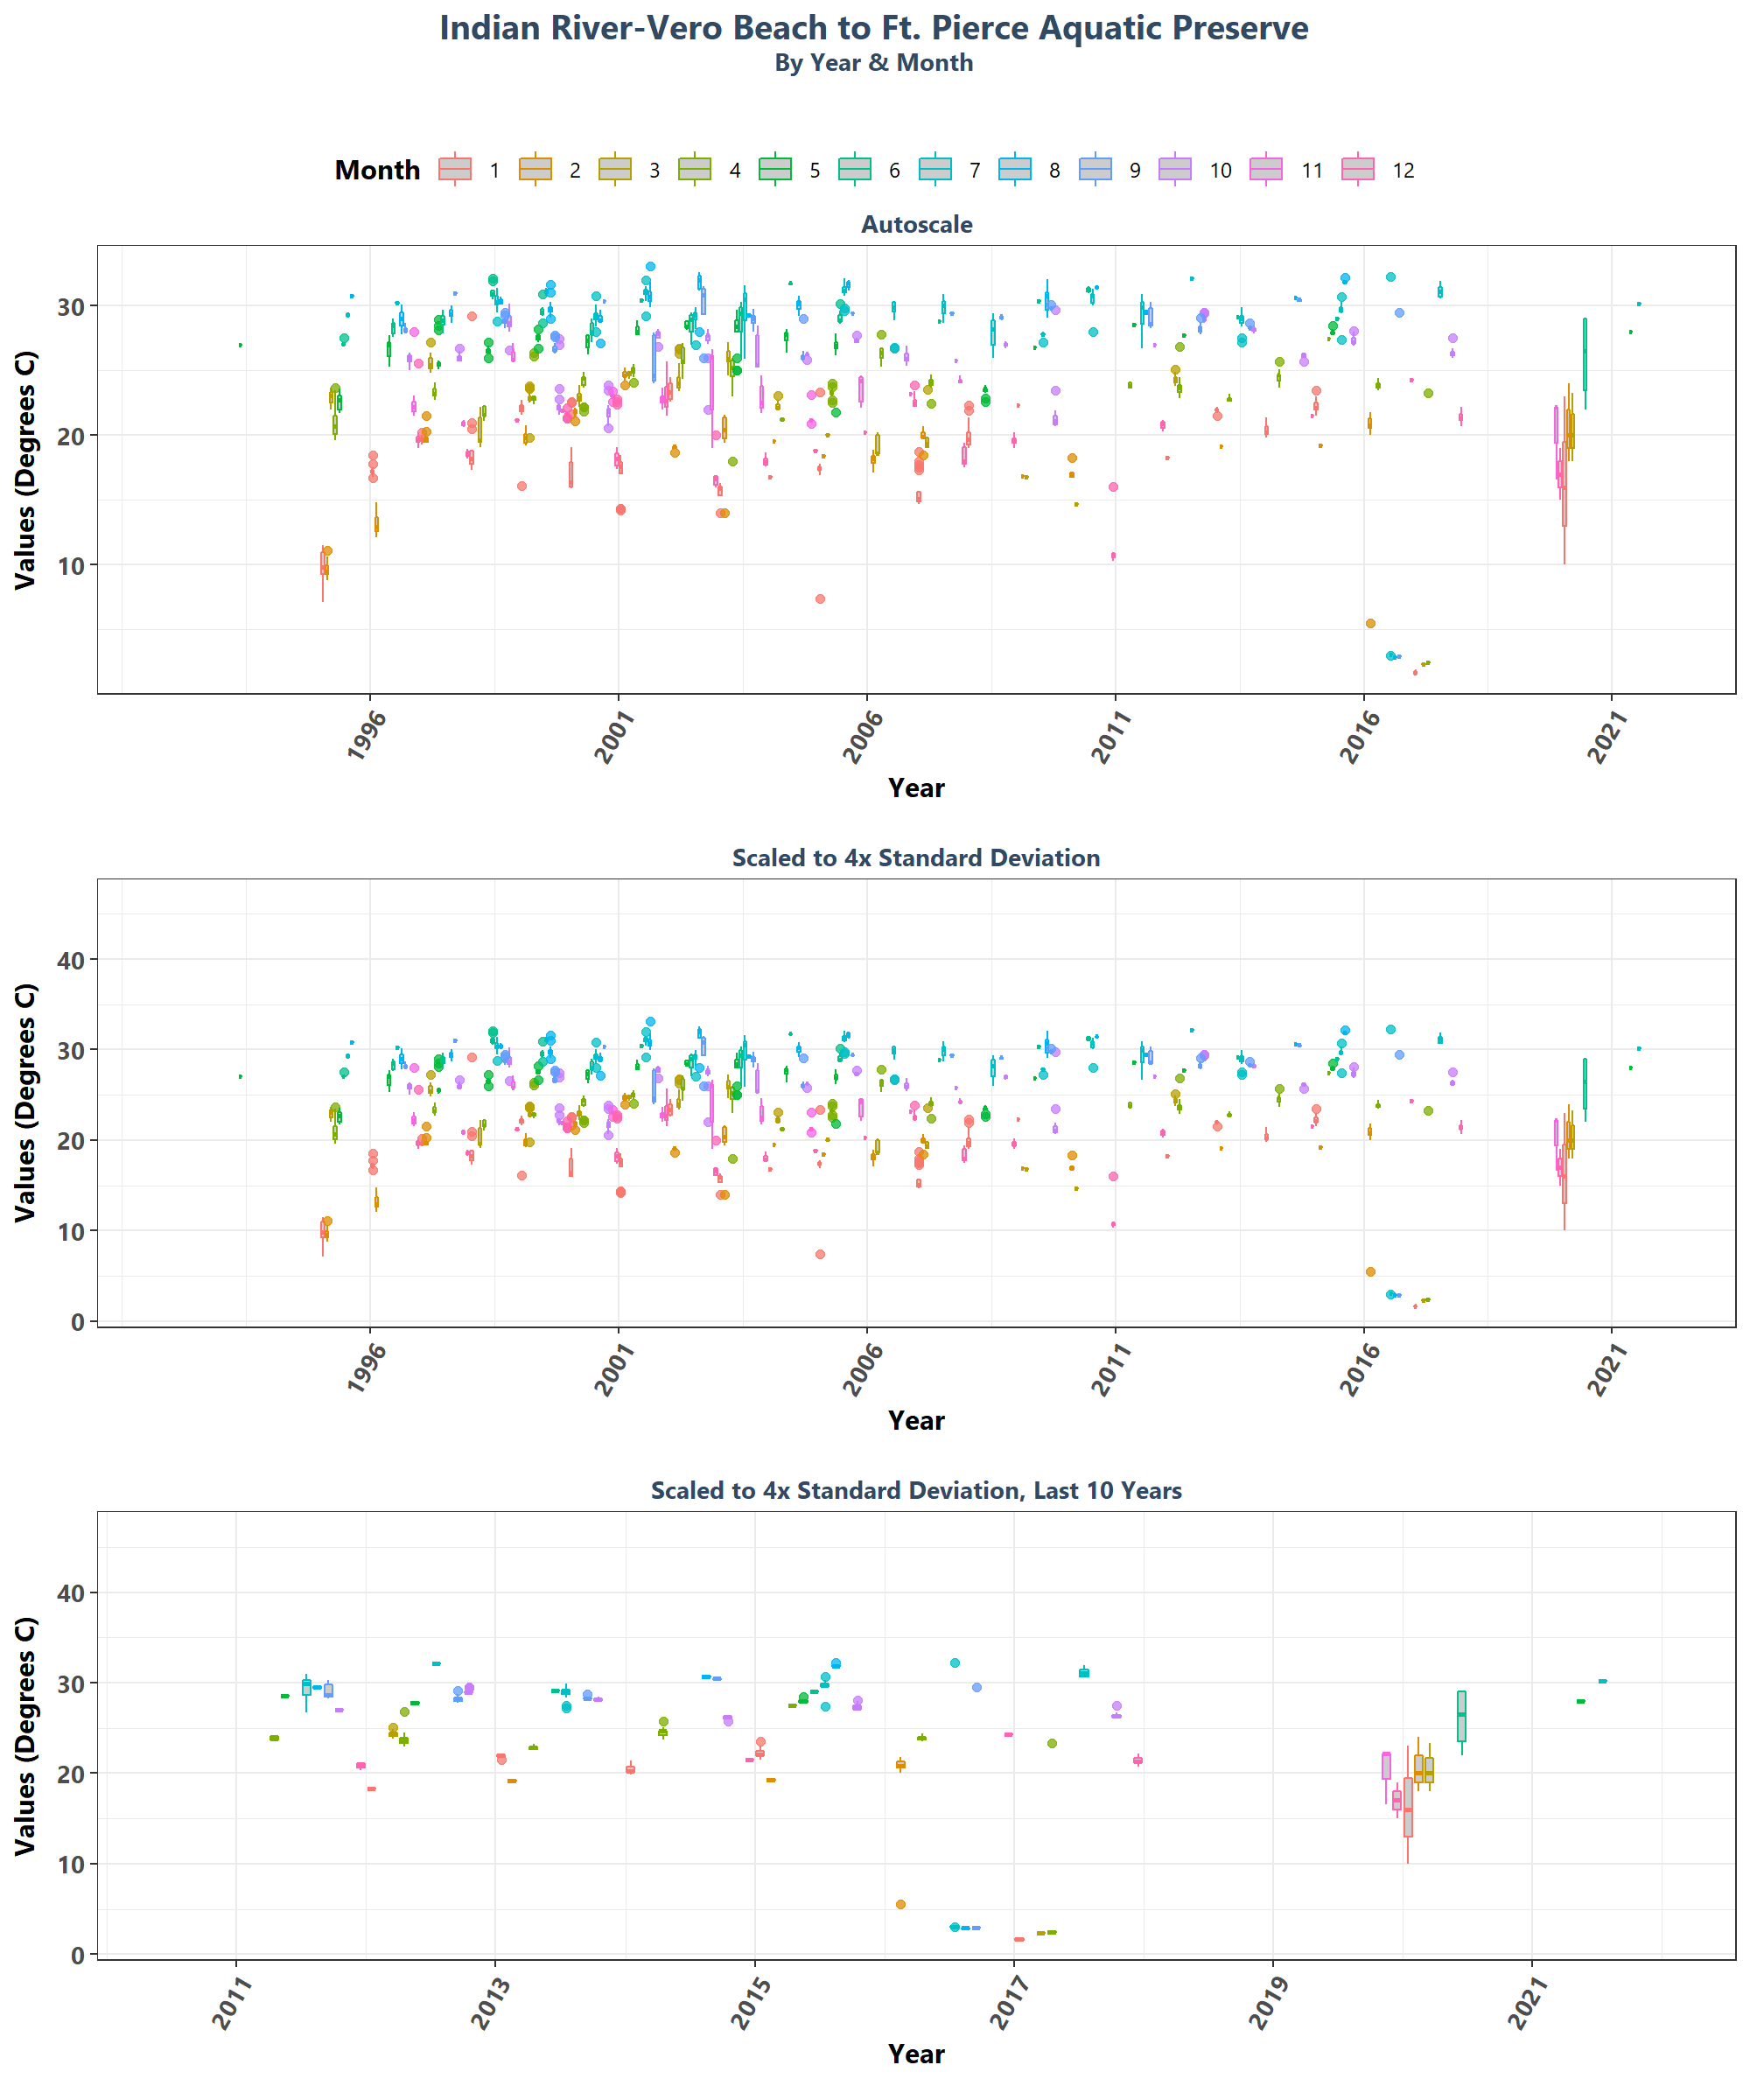 Indian River-Vero Beach to Ft. Pierce Aquatic Preserve
By Year & Month
Month 1 2 3 4 5 6 7 8 9 10 11 12
Autoscale
Values (Degrees C)
30
20
10
1996 2001 2006 2011 2016 2021
Year
Scaled to 4x Standard Deviation
Values (Degrees C)
40
30
20
10
0
1996 2001 2006 2011 2016 2021
Year
Scaled to 4x Standard Deviation, Last 10 Years
Values (Degrees C)
40
30
20
10
0
2011 2013 2015 2017 2019 2021
Year